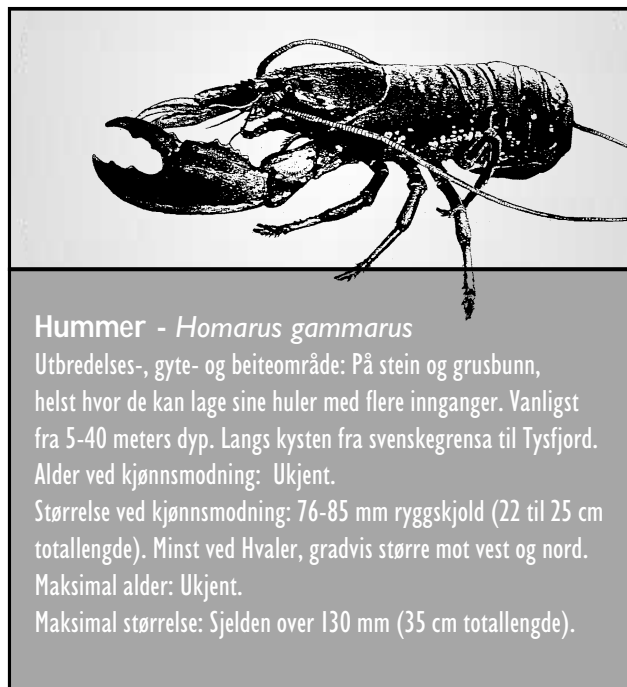 Hummer - Homarus gammarus
Utbredelses-, gyte- og beiteområde: På stein og grusbunn,
helst hvor de kan lage sine huler med flere innganger. Vanligst
fra 5-40 meters dyp. Langs kysten fra svenskegrensa til Tysfjord.
Alder ved kjønnsmodning: Ukjent.
Størrelse ved kjønnsmodning: 76-85 mm ryggskjold (22 til 25 cm
totallengde). Minst ved Hvaler, gradvis større mot vest og nord.
Maksimal alder: Ukjent.
Maksimal størrelse: Sjelden over 130 mm (35 cm totallengde).